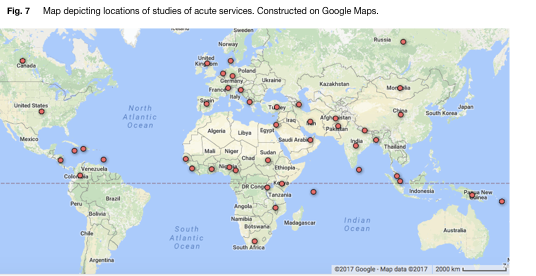 Fig. 7 Map depicting locations of studies of acute services. Constructed on Google Maps.
Sweden
Norway
Russia
Canada
United
Kingdom
Poland
Germany
Ukraine
Kazakhstan
France
Mongolia
Italy
Spain
United States
North
Atlantic
Ocean
Turkey
China
Japan
South Korea
Iraq
Iran
Afghanistan
Pakistan
Algeria
Libya
Egypt
Saudi Arabia
India
Thailand
Mexico
Mali
Niger
Chad
Sudan
Ethiopia
Venezuela
Colombia
DR Congo
Indonesia
Papua New
Guinea
Tanzania
Brazil
Peru
Angola
Bolivia
Namibia
Botswana
Madagascar
Indian
Ocean
South
Atlantic
Ocean
Australia
Chile
South Africa
Argentina
©2017 Google - Map data ©2017 2000 km